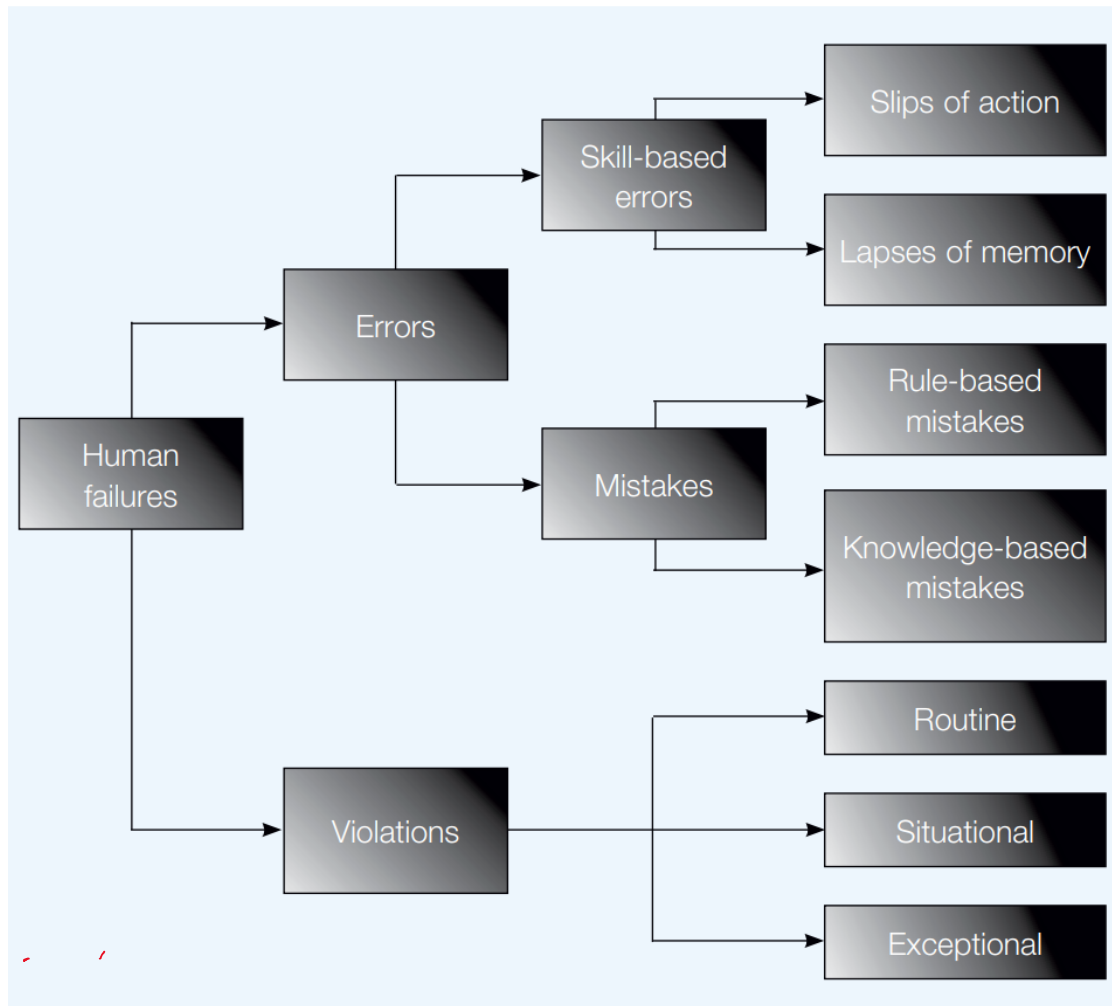 Slips of action
Skill-based
errors
Lapses of memory
Errors
Rule-based
mistakes
Human
failures
Mistakes
Knowledge-based
mistakes
Routine
Violations
Situational
Exceptional